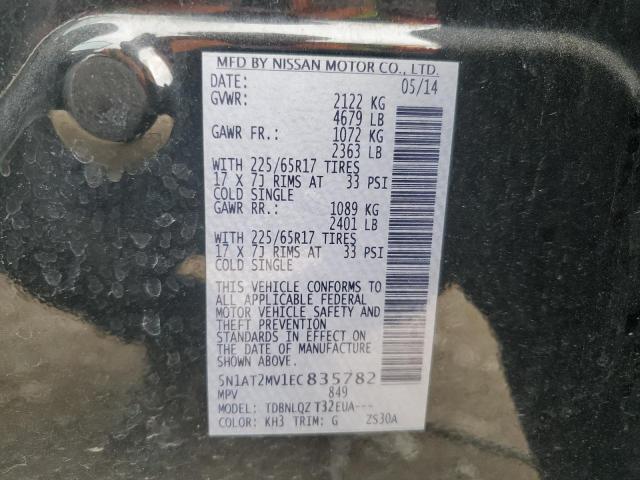 MFD BY NISSAN MOTOR CO., LTD.
DATE: 05/14
GVWR: 2122 KG
4679 LB
GAWR FR.: 1072 KG
2363 LB
WITH 225/65R17 TIRES
17 X 7J RIMS AT 33 PSI
COLD SINGLE
GAWR RR.: 1089 KG
2401 LB
WITH 225/65R17 TIRES
17 X 7J RIMS AT 33 PSI
COLD SINGLE
THIS VEHICLE CONFORMS TO
ALL APPLICABLE FEDERAL
MOTOR VEHICLE SAFETY AND
THEFT PREVENTION
STANDARDS IN EFFECT ON
THE DATE OF MANUFACTURE
SHOWN ABOVE.
5N1AT2MV1EC835782
MPV 849
MODEL: TDBNLQZ T32EUA---
COLOR: KH3 TRIM: G ZS30A